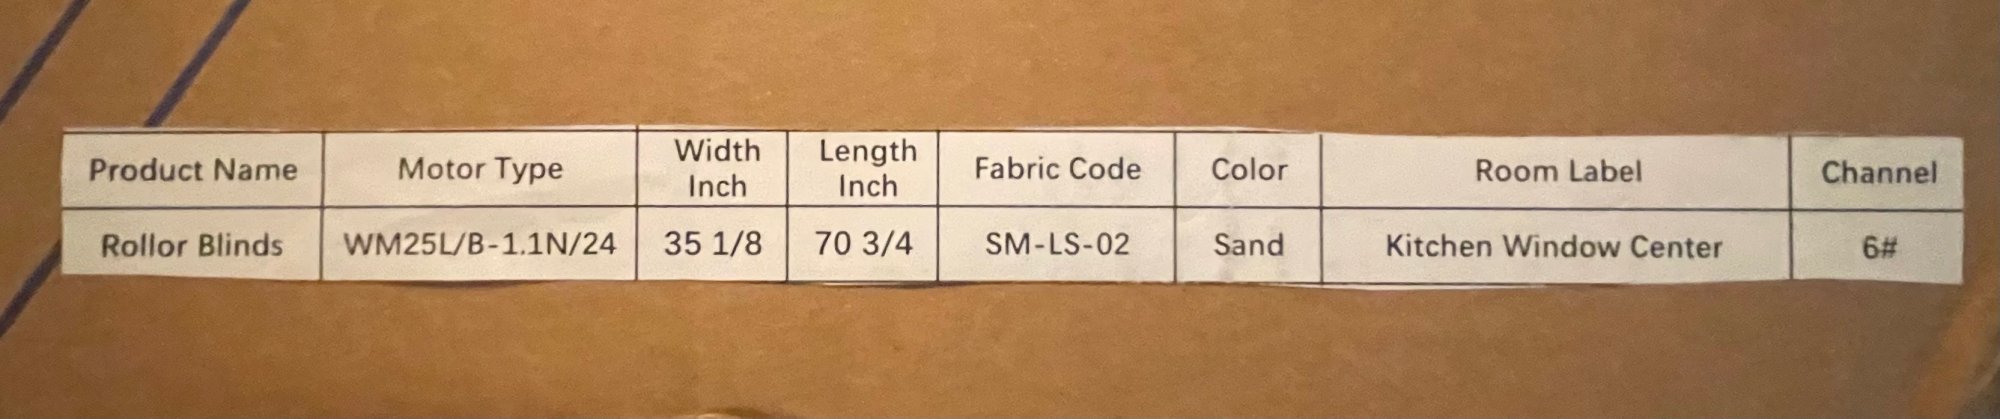 Product Name Motor Type Width Inch Length Inch Fabric Code Color Room Label Channel
Rollor Blinds WM25L/B-1.1N/24 35 1/8 70 3/4 SM-LS-02 Sand Kitchen Window Center 6#